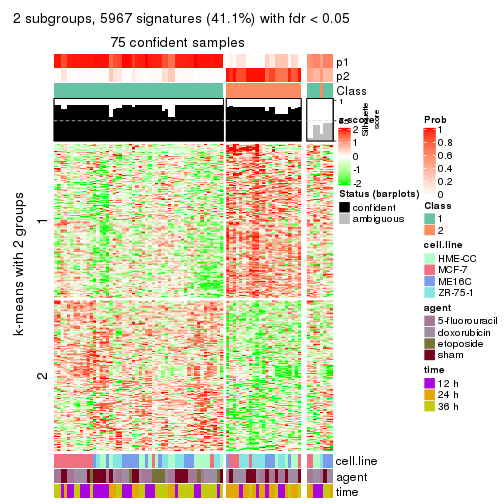 2 subgroups, 5967 signatures (41.1%) with fdr < 0.05
75 confident samples
p1
p2
Class
1
Silhouette
score
z-score
2
1
0
-1
-2
Status (barplots)
confident
ambiguous
Prob
1
0.8
0.6
0.4
0.2
0
Class
1
2
cell.line
HME-CC
MCF-7
ME16C
ZR-75-1
agent
5-fluorouracil
doxorubicin
etoposide
sham
time
12 h
24 h
36 h
k-means with 2 groups
1
2
cell.line
agent
time